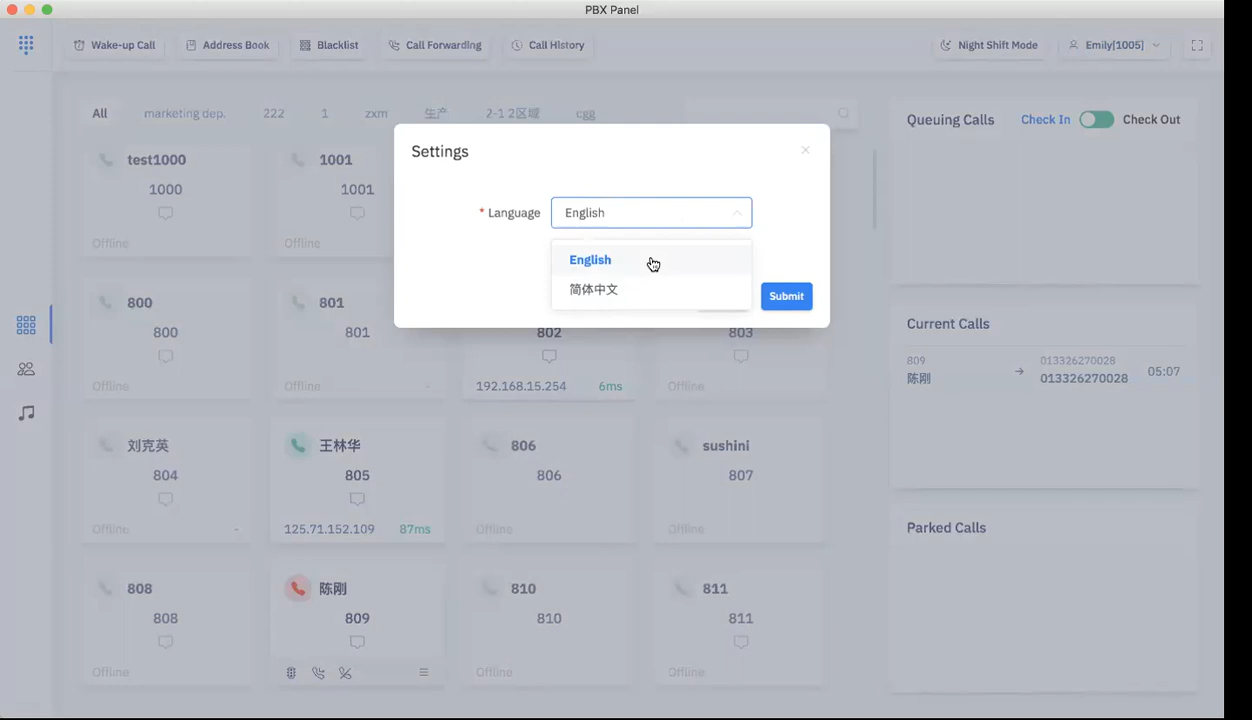 PBX Panel
Wake-up Call
Address Book
Blacklist
Call Forwarding
Call History
Night Shift Mode
Emily[1005]
All
marketing dep.
222
1
zxm
生产
2-1 2区域
cgg
Queuing Calls
Check In
Check Out
Settings
* Language
English
English
简体中文
Submit
test1000
1000
Offline
1001
1001
Offline
800
800
Offline
801
801
Offline
-
802
192.168.15.254
6ms
803
Offline
刘克英
804
Offline
-
王林华
805
125.71.152.109
87ms
806
806
Offline
sushini
807
Offline
808
808
Offline
陈刚
809
810
810
Offline
811
811
Offline
Current Calls
809
陈刚
→
013326270028
013326270028
05:07
Parked Calls